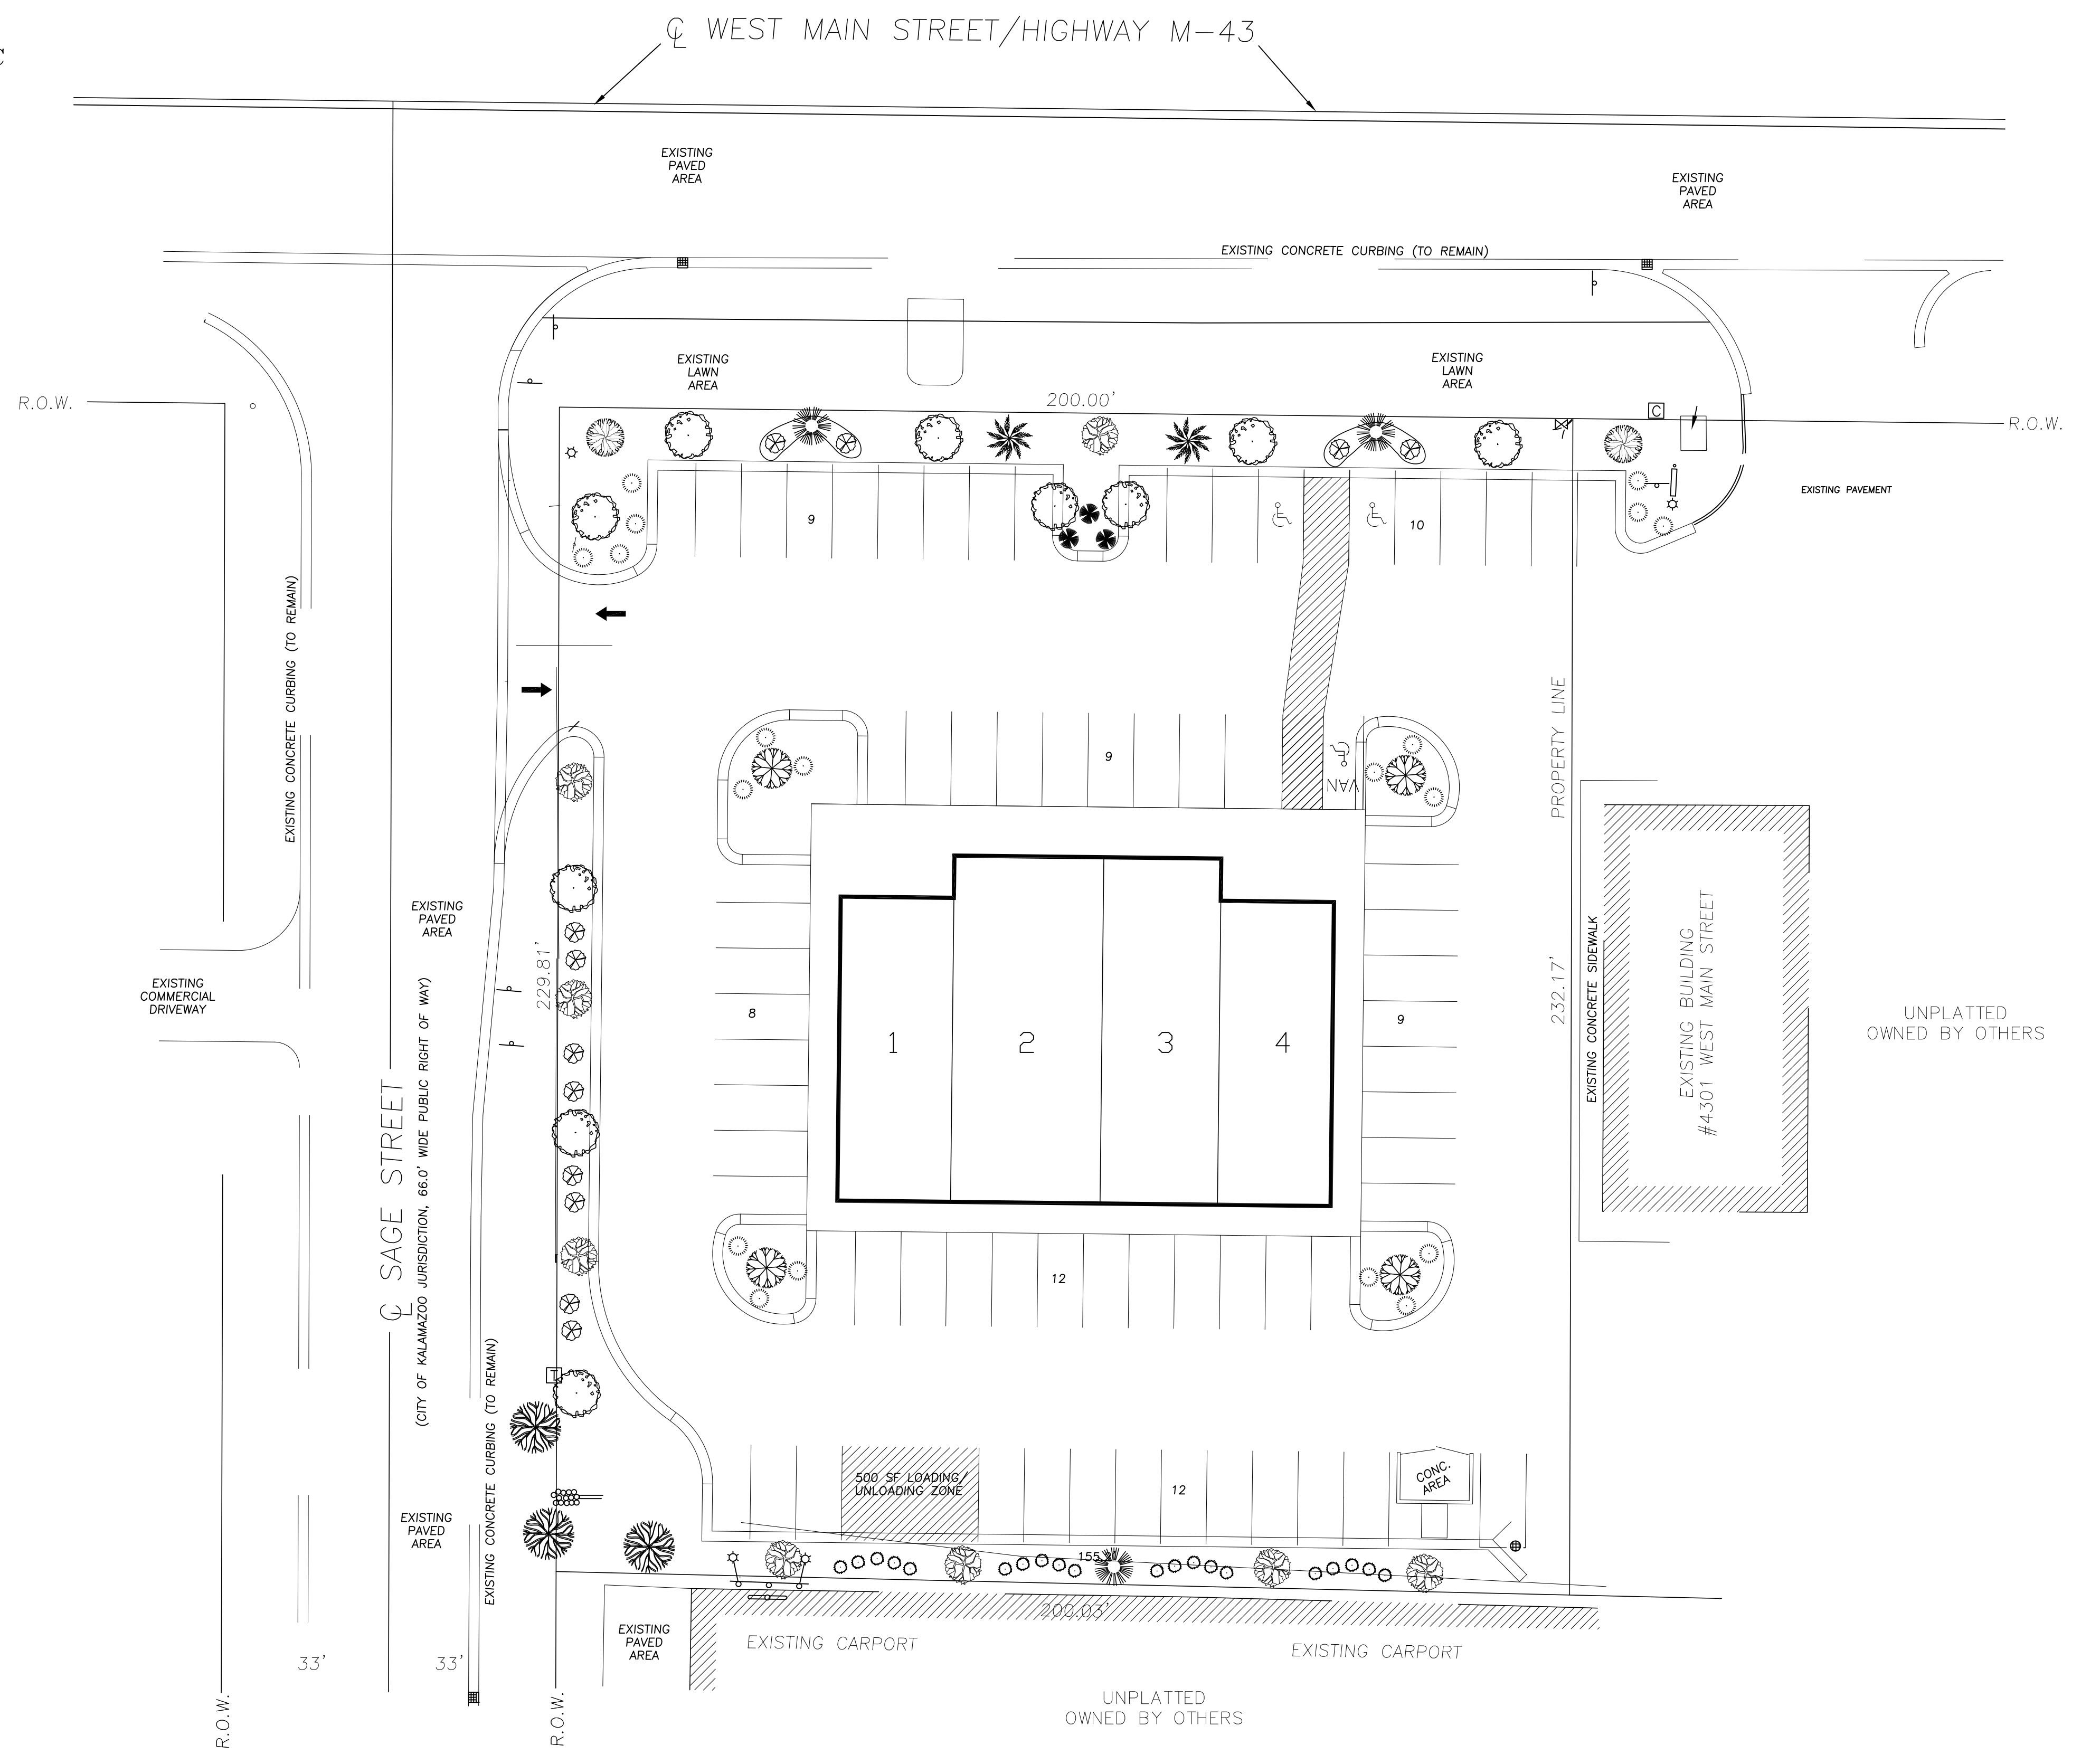 C
℄ WEST MAIN STREET/HIGHWAY M-43
EXISTING
PAVED
AREA
EXISTING
PAVED
AREA
EXISTING CONCRETE CURBING (TO REMAIN)
EXISTING
LAWN
AREA
EXISTING
LAWN
AREA
R.O.W.
200.00'
C
R.O.W.
EXISTING PAVEMENT
9
10
EXISTING CONCRETE CURBING (TO REMAIN)
PROPERTY LINE
9
VAN
EXISTING
PAVED
AREA
229.81'
232.17'
EXISTING CONCRETE SIDEWALK
EXISTING BUILDING
#4301 WEST MAIN STREET
EXISTING
COMMERCIAL
DRIVEWAY
8
9
UNPLATTED
OWNED BY OTHERS
1
2
3
4
℄ SAGE STREET
(CITY OF KALAMAZOO JURISDICTION, 66.0' WIDE PUBLIC RIGHT OF WAY)
12
T
EXISTING CONCRETE CURBING (TO REMAIN)
500 SF LOADING/
UNLOADING ZONE
12
CONC.
AREA
EXISTING
PAVED
AREA
200.03'
EXISTING
PAVED
AREA
EXISTING CARPORT
EXISTING CARPORT
33'
33'
R.O.W.
R.O.W.
UNPLATTED
OWNED BY OTHERS